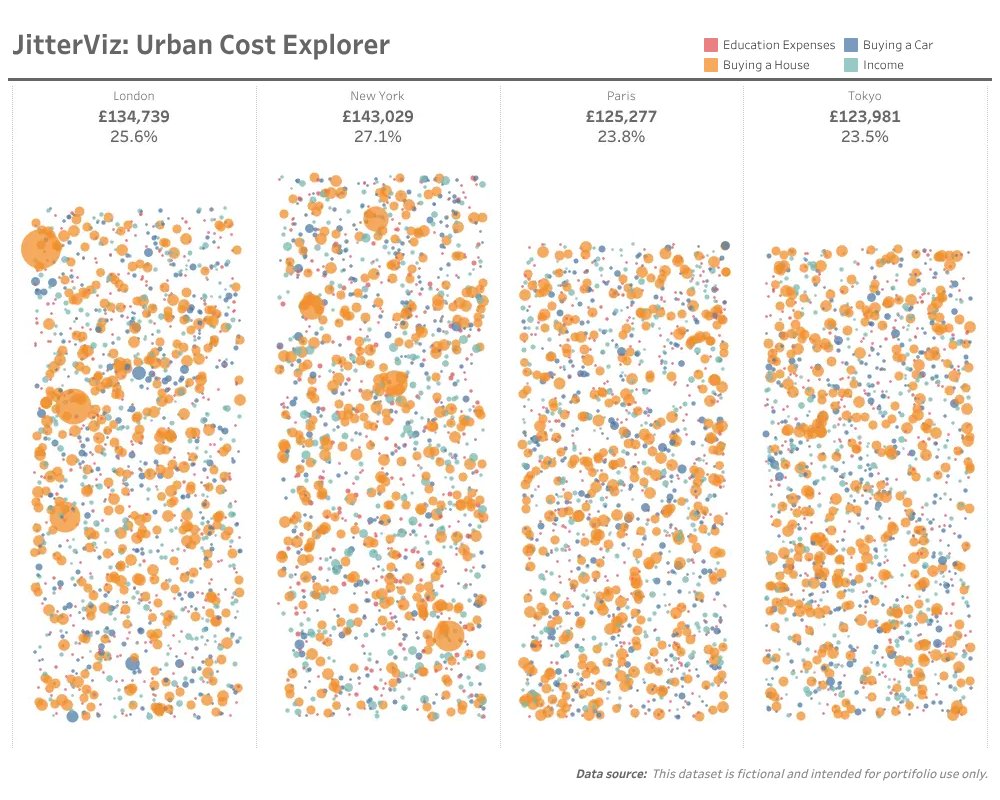 JitterViz: Urban Cost Explorer
Education Expenses
Buying a Car
Buying a House
Income
London
£134,739
25.6%
New York
£143,029
27.1%
Paris
£125,277
23.8%
Tokyo
£123,981
23.5%
Data source: This dataset is fictional and intended for portifolio use only.